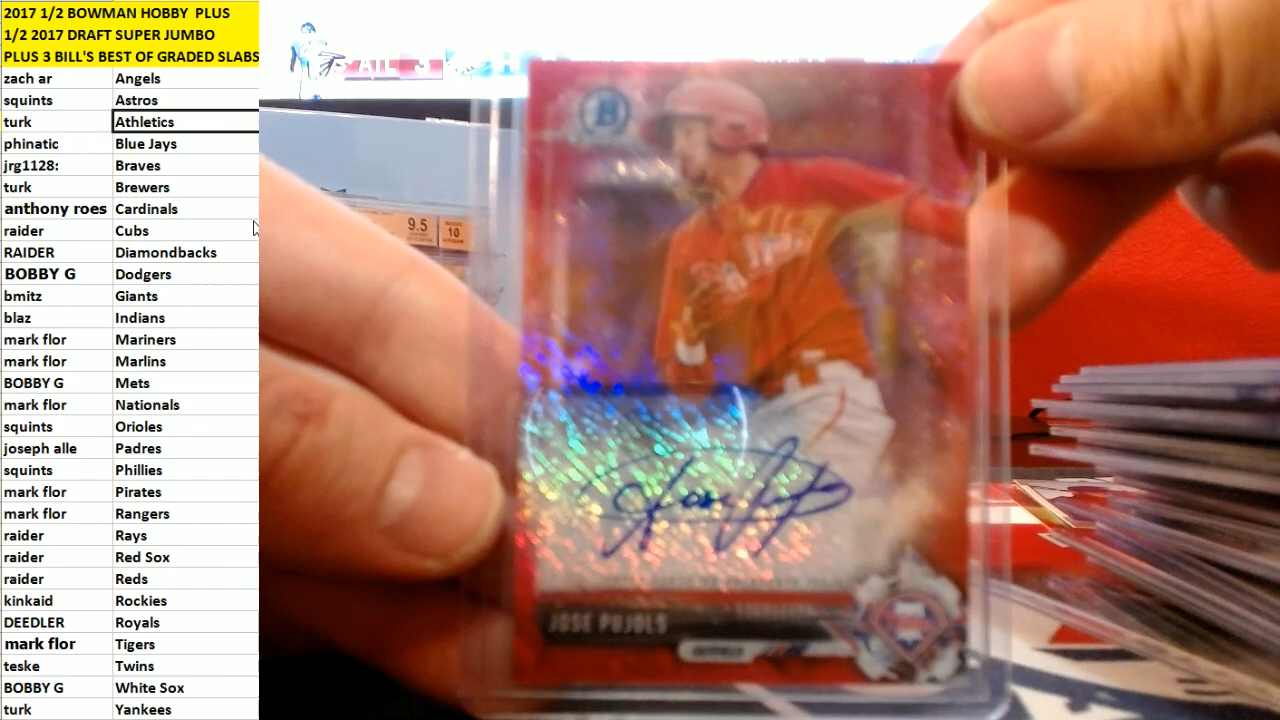 2017 1/2 BOWMAN HOBBY PLUS
1/2 2017 DRAFT SUPER JUMBO
PLUS 3 BILL'S BEST OF GRADED SLABS
zach ar Angels
squints Astros
turk Athletics
phinatic Blue Jays
jrg1128: Braves
turk Brewers
anthony roes Cardinals
raider Cubs
RAIDER Diamondbacks
BOBBY G Dodgers
bmitz Giants
blaz Indians
mark flor Mariners
mark flor Marlins
BOBBY G Mets
mark flor Nationals
squints Orioles
joseph alle Padres
squints Phillies
mark flor Pirates
mark flor Rangers
raider Rays
raider Red Sox
raider Reds
kinkaid Rockies
DEEDLER Royals
mark flor Tigers
teske Twins
BOBBY G White Sox
turk Yankees
B
9.5
10
JOSE PUJOLS
OUTFIELD